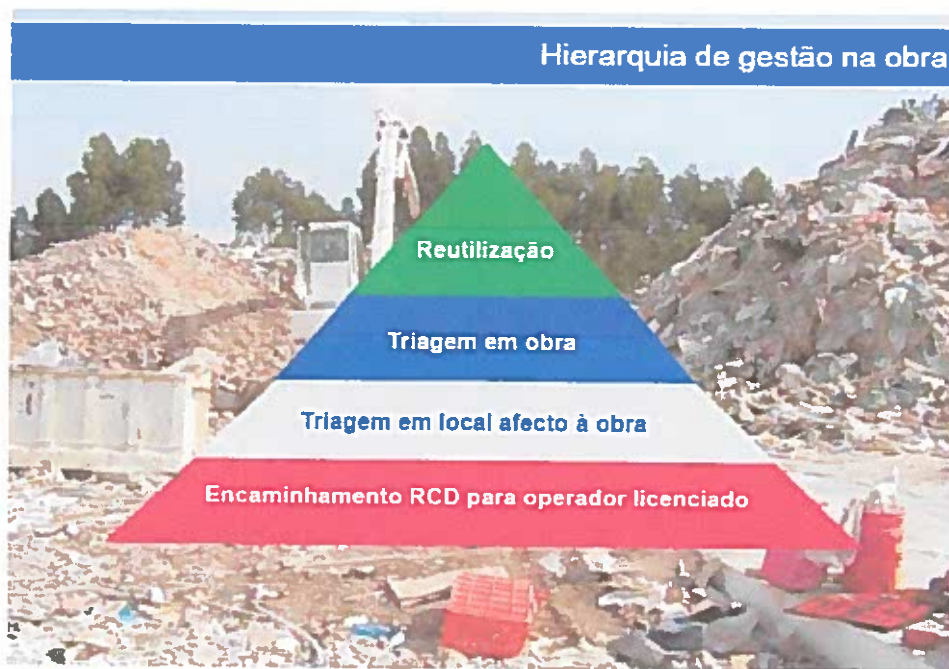 Hierarquia de gestão na obra
Reutilização
Triagem em obra
Triagem em local afecto à obra
Encaminhamento RCD para operador licenciado